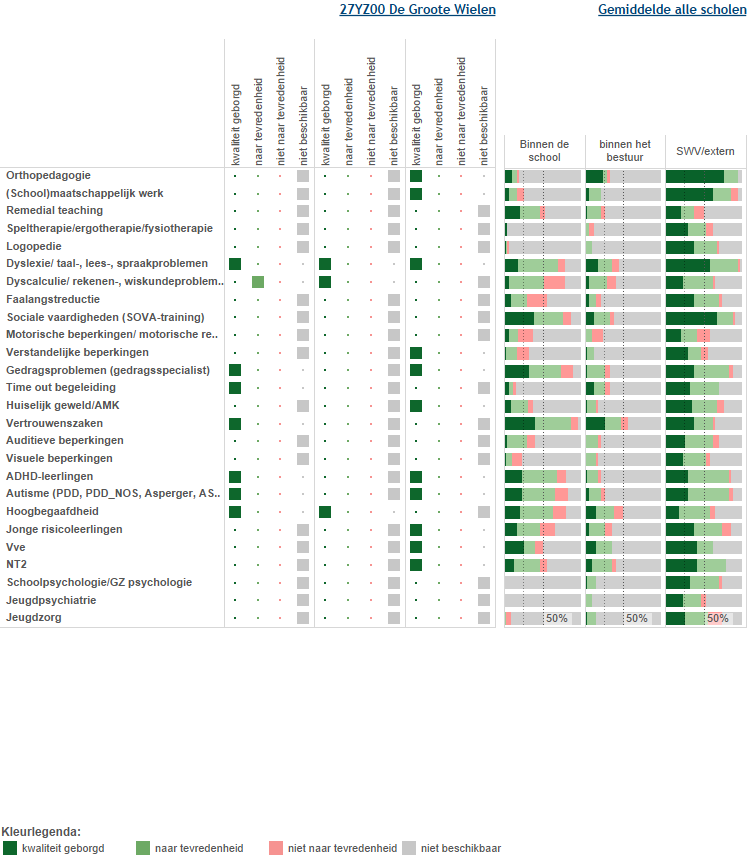 27YZ00 De Groote Wielen
Gemiddelde alle scholen
kwaliteit geborgd
naar tevredenheid
niet naar tevredenheid
niet beschikbaar
kwaliteit geborgd
naar tevredenheid
niet naar tevredenheid
niet beschikbaar
kwaliteit geborgd
naar tevredenheid
niet naar tevredenheid
niet beschikbaar
Binnen de school
binnen het bestuur
SWV/extern
Orthopedagogie
(School)maatschappelijk werk
Remedial teaching
Speltherapie/ergotherapie/fysiotherapie
Logopedie
Dyslexie/ taal-, lees-, spraakproblemen
Dyscalculie/ rekenen-, wiskundeproblem..
Faalangstreductie
Sociale vaardigheden (SOVA-training)
Motorische beperkingen/ motorische re..
Verstandelijke beperkingen
Gedragsproblemen (gedragsspecialist)
Time out begeleiding
Huiselijk geweld/AMK
Vertrouwenszaken
Auditieve beperkingen
Visuele beperkingen
ADHD-leerlingen
Autisme (PDD, PDD_NOS, Asperger, AS..
Hoogbegaafdheid
Jonge risicoleerlingen
Vve
NT2
Schoolpsychologie/GZ psychologie
Jeugdpsychiatrie
Jeugdzorg 50% 50% 50%
Kleurlegenda:
kwaliteit geborgd naar tevredenheid niet naar tevredenheid niet beschikbaar